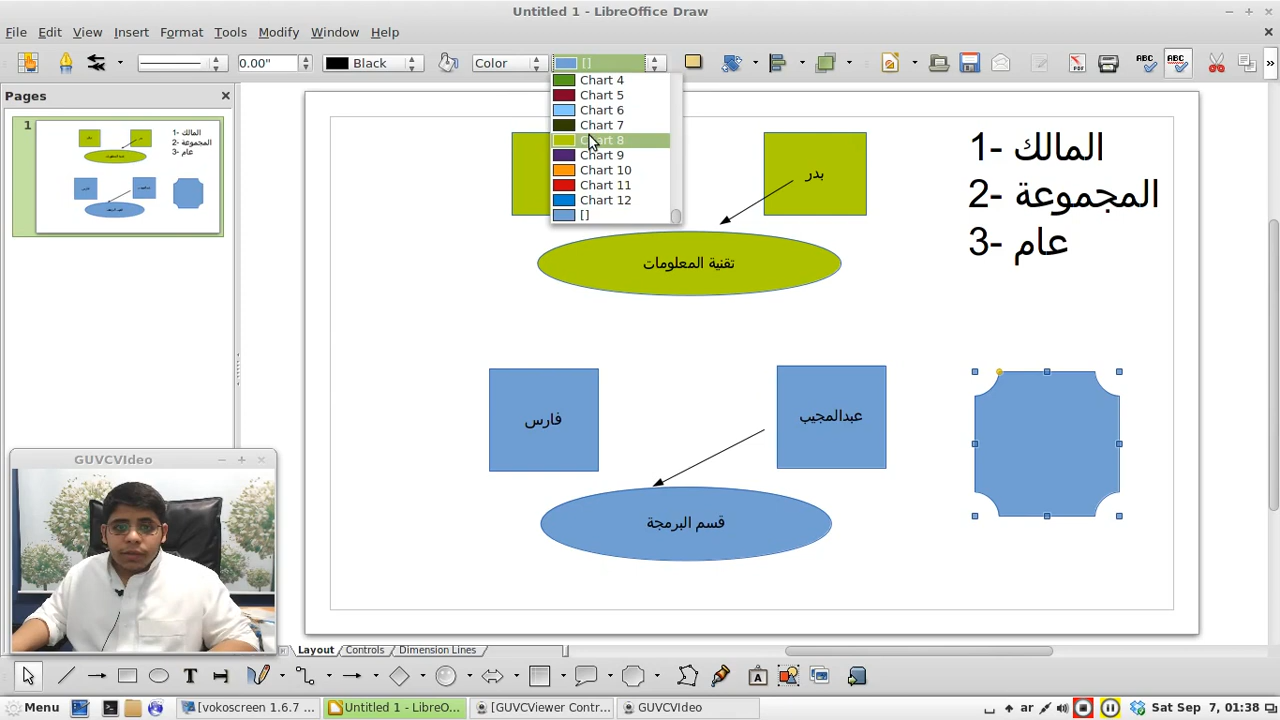 Untitled 1 - LibreOffice Draw
File Edit View Insert Format Tools Modify Window Help
0.00" Black Color []
Pages
Chart 4
Chart 5
Chart 6
Chart 7
Chart 8
Chart 9
Chart 10
Chart 11
Chart 12
[]
1
بدر
تقنية المعلومات
1- المالك
2- المجموعة
3- عام
فارس
عبدالمجيب
قسم البرمجة
GUVCVIdeo
Layout Controls Dimension Lines
Menu [vokoscreen 1.6.7 ... Untitled 1 - LibreO... [GUVCViewer Contr... GUVCVIdeo ar Sat Sep 7, 01:38